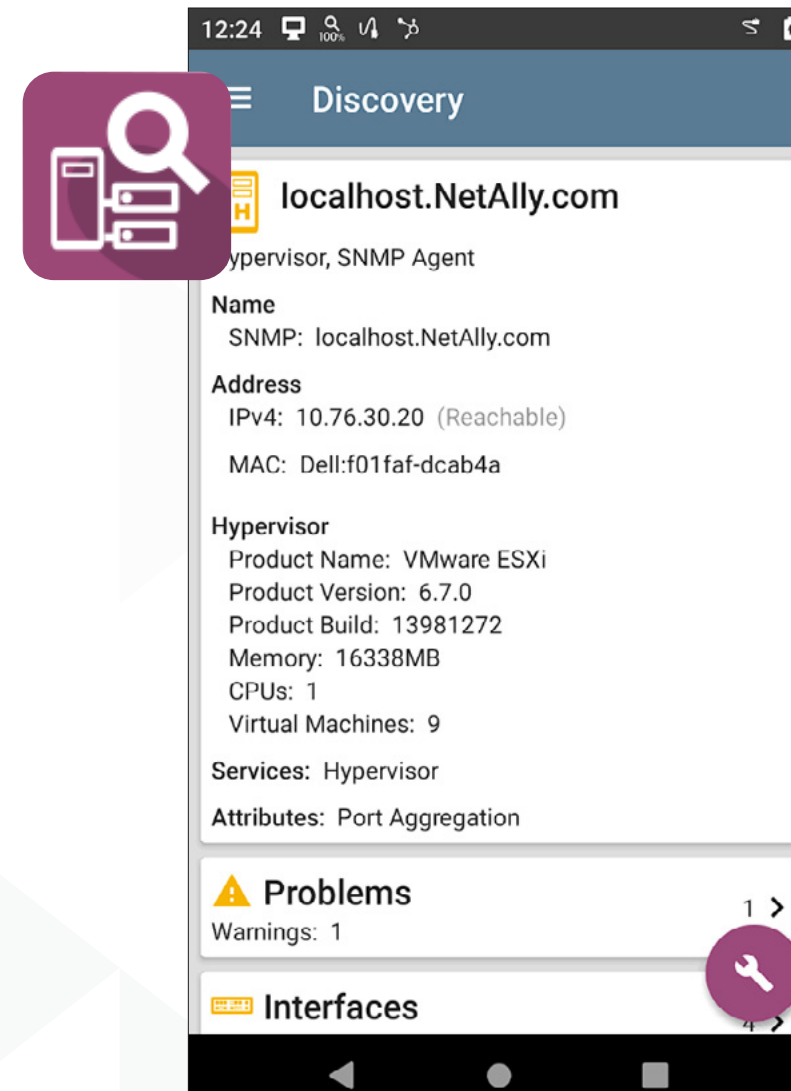 12:24 100%
Discovery
H localhost.NetAlly.com
ypervisor, SNMP Agent
Name
SNMP: localhost.NetAlly.com
Address
IPv4: 10.76.30.20 (Reachable)
MAC: Dell:f01faf-dcab4a
Hypervisor
Product Name: VMware ESXi
Product Version: 6.7.0
Product Build: 13981272
Memory: 16338MB
CPUs: 1
Virtual Machines: 9
Services: Hypervisor
Attributes: Port Aggregation
Problems
1
Warnings: 1
Interfaces
4